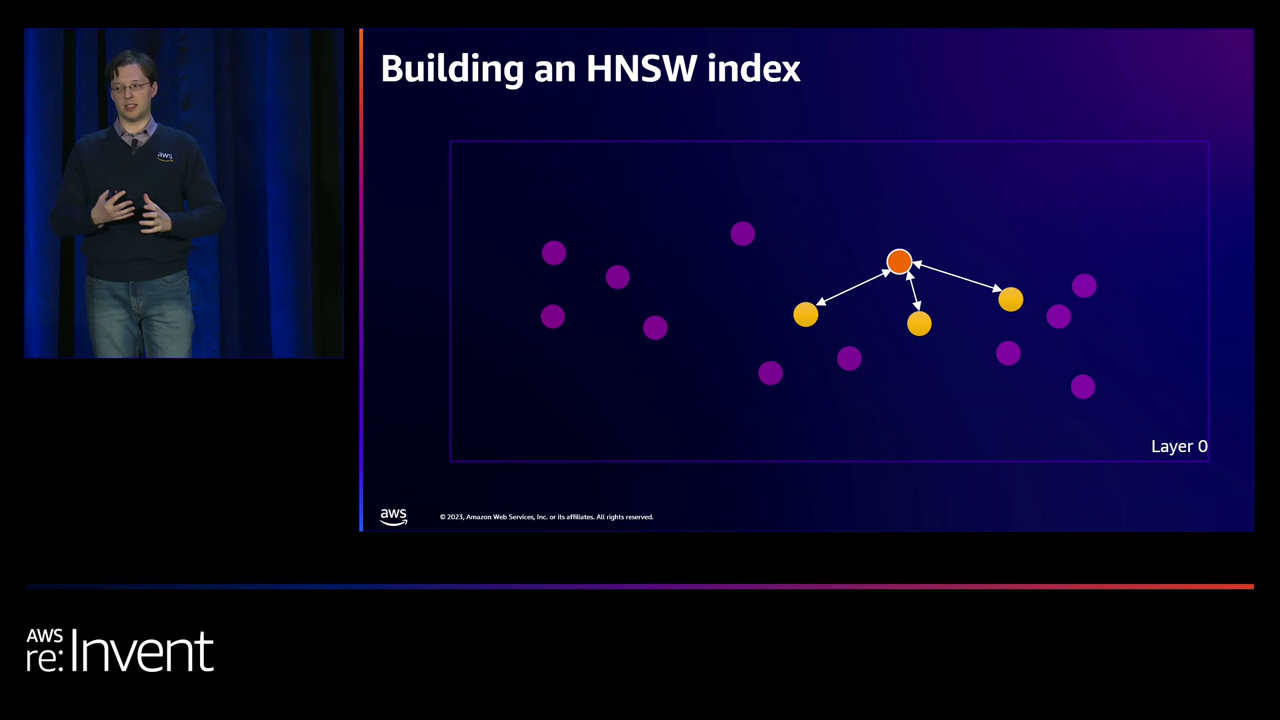 Building an HNSW index
aws
Layer 0
aws
© 2023, Amazon Web Services, Inc. or its affiliates. All rights reserved.
AWS
re:Invent